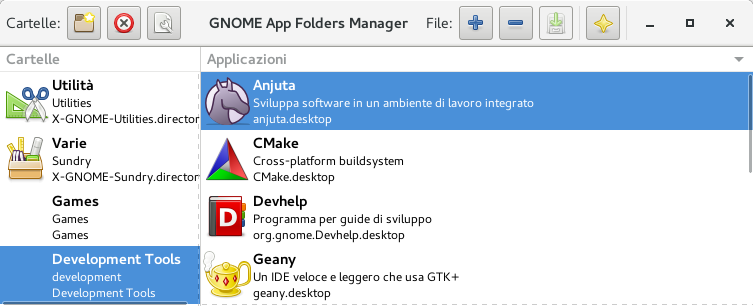 Cartelle:
GNOME App Folders Manager
File:
Cartelle
Utilità
Utilities
X-GNOME-Utilities.director
Varie
Sundry
X-GNOME-Sundry.director
Games
Games
Games
Development Tools
development
Development Tools
Applicazioni
Anjuta
Sviluppa software in un ambiente di lavoro integrato
anjuta.desktop
CMake
Cross-platform buildsystem
CMake.desktop
Devhelp
Programma per guide di sviluppo
org.gnome.Devhelp.desktop
Geany
Un IDE veloce e leggero che usa GTK+
geany.desktop